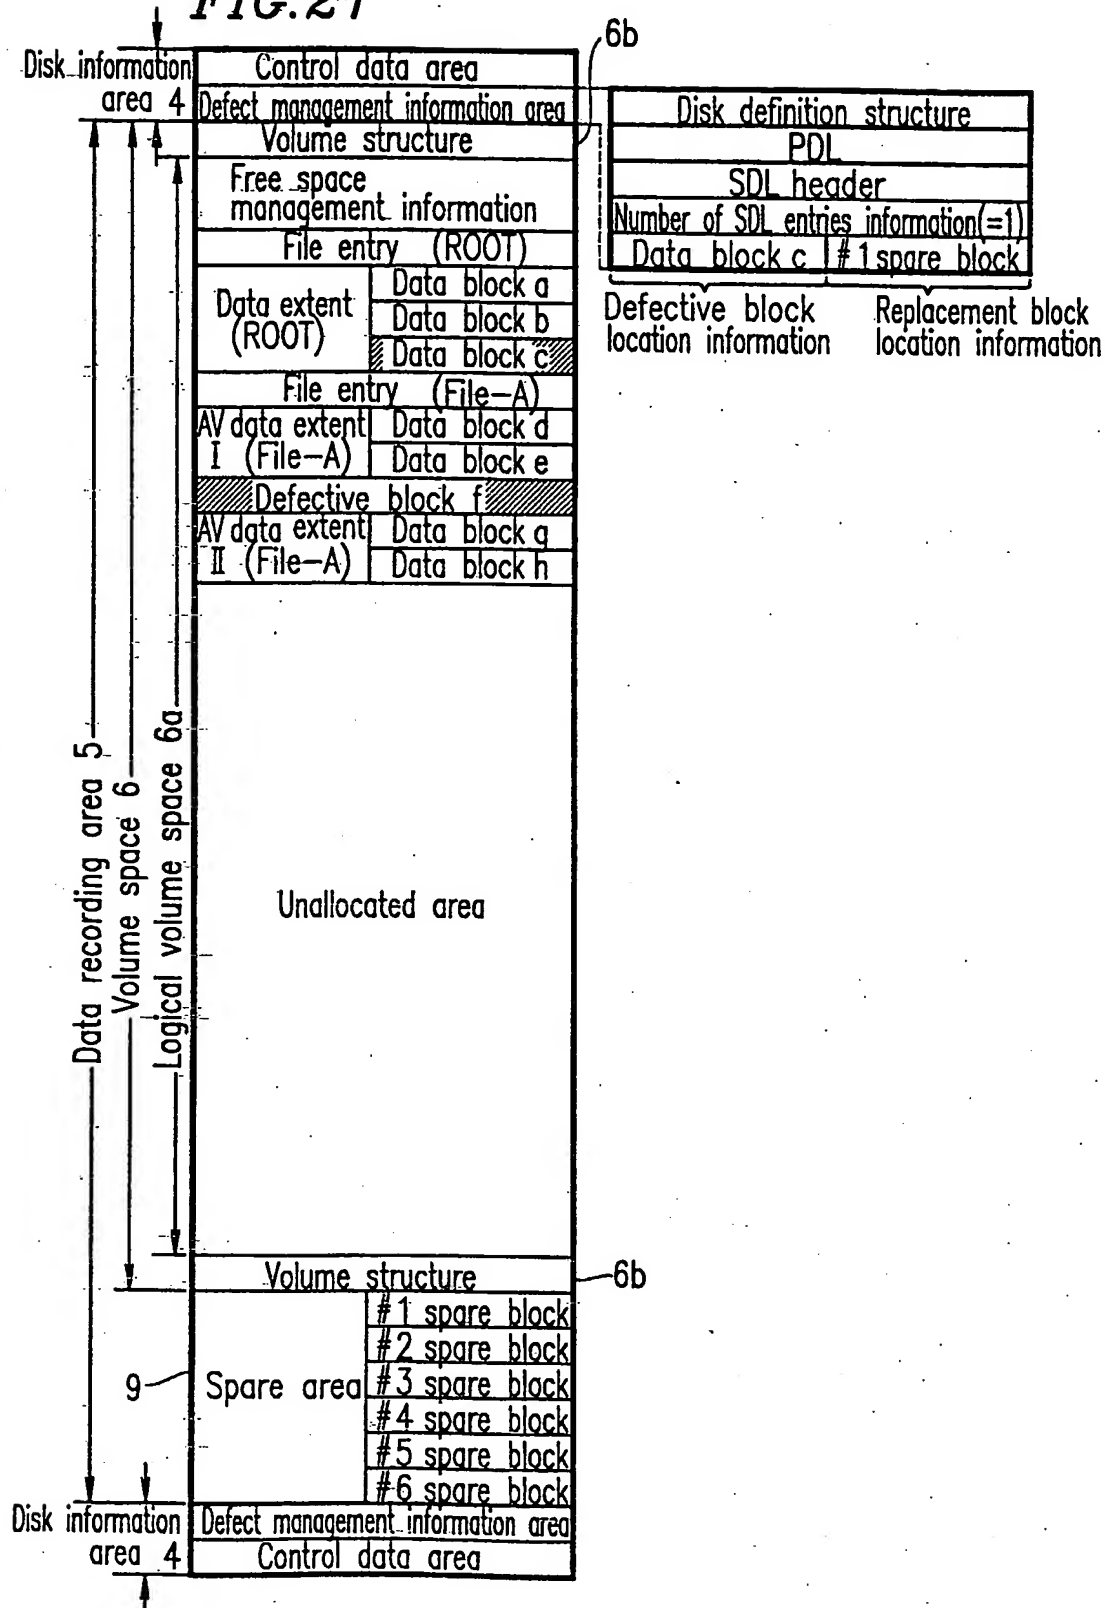 FIG.27
6b
Disk information
area 4
Control data area
Defect management information area
Volume structure
Free space
management information
File entry (ROOT)
Data extent
(ROOT)
Data block a
Data block b
Data block c
File entry (File-A)
AV data extent
I (File-A)
Data block d
Data block e
Defective block f
AV data extent
II (File-A)
Data block g
Data block h
Disk definition structure
PDL
SDL header
Number of SDL entries information(=1)
Data block c
#1 spare block
Defective block
location information
Replacement block
location information
Data recording area 5
Volume space 6
Logical volume space 6a
Unallocated area
Volume structure
6b
9
Spare area
#1 spare block
#2 spare block
#3 spare block
#4 spare block
#5 spare block
#6 spare block
Disk information
area 4
Defect management information area
Control data area